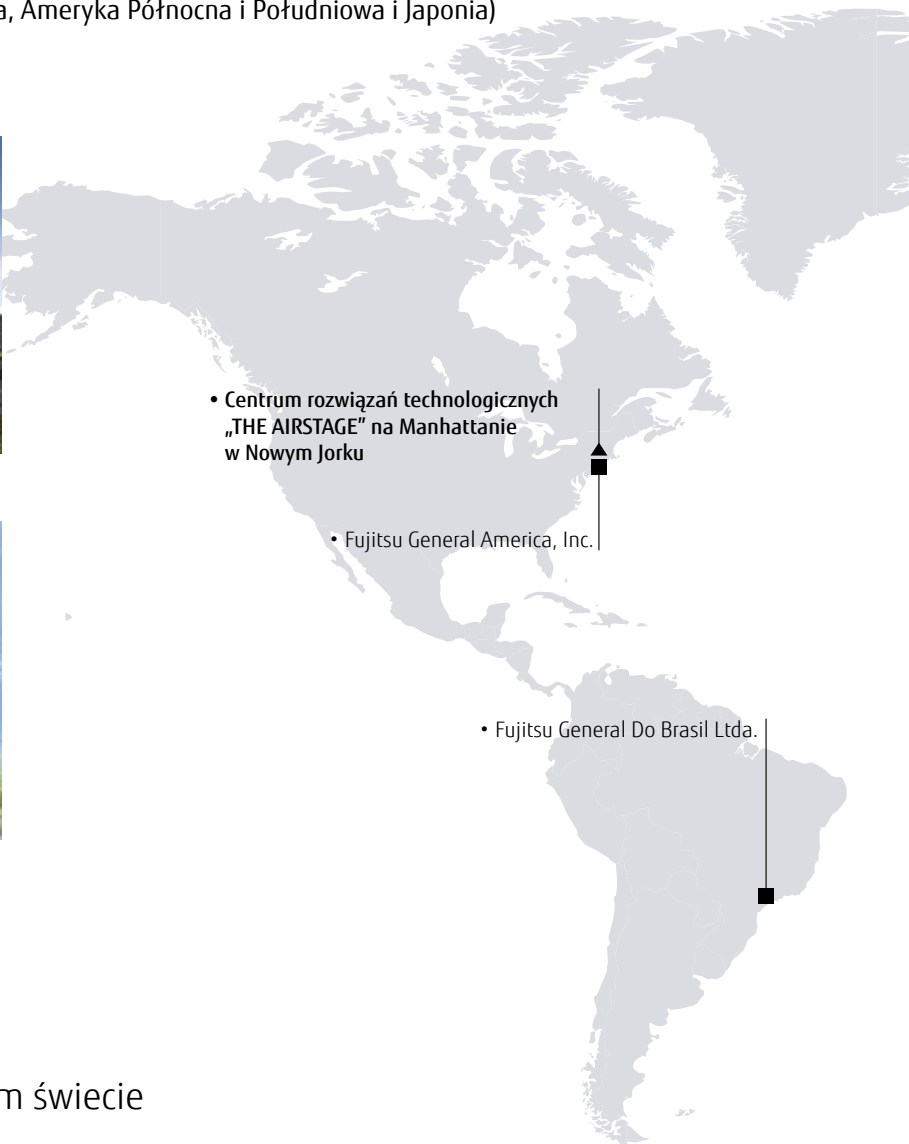 , Ameryka Północna i Południowa i Japonia)
• Centrum rozwiązań technologicznych
„THE AIRSTAGE” na Manhattanie
w Nowym Jorku
• Fujitsu General America, Inc.
• Fujitsu General Do Brasil Ltda.
świecie